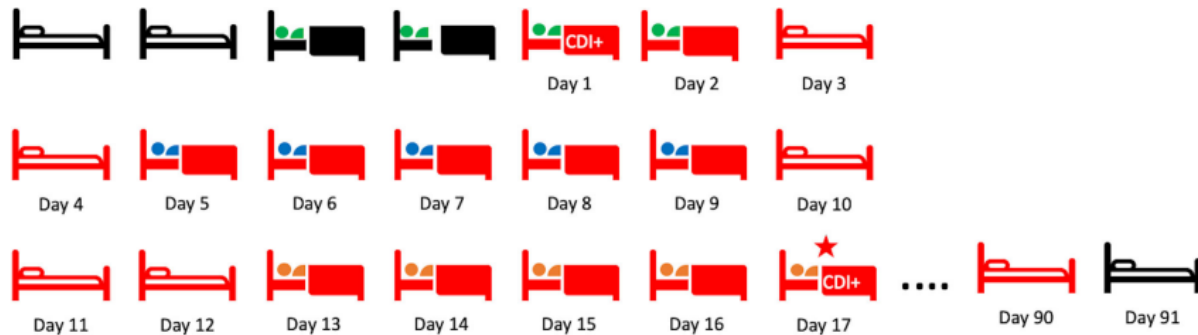 CDI+
Day 1 Day 2 Day 3
Day 4 Day 5 Day 6 Day 7 Day 8 Day 9 Day 10
CDI+
Day 11 Day 12 Day 13 Day 14 Day 15 Day 16 Day 17 Day 90 Day 91